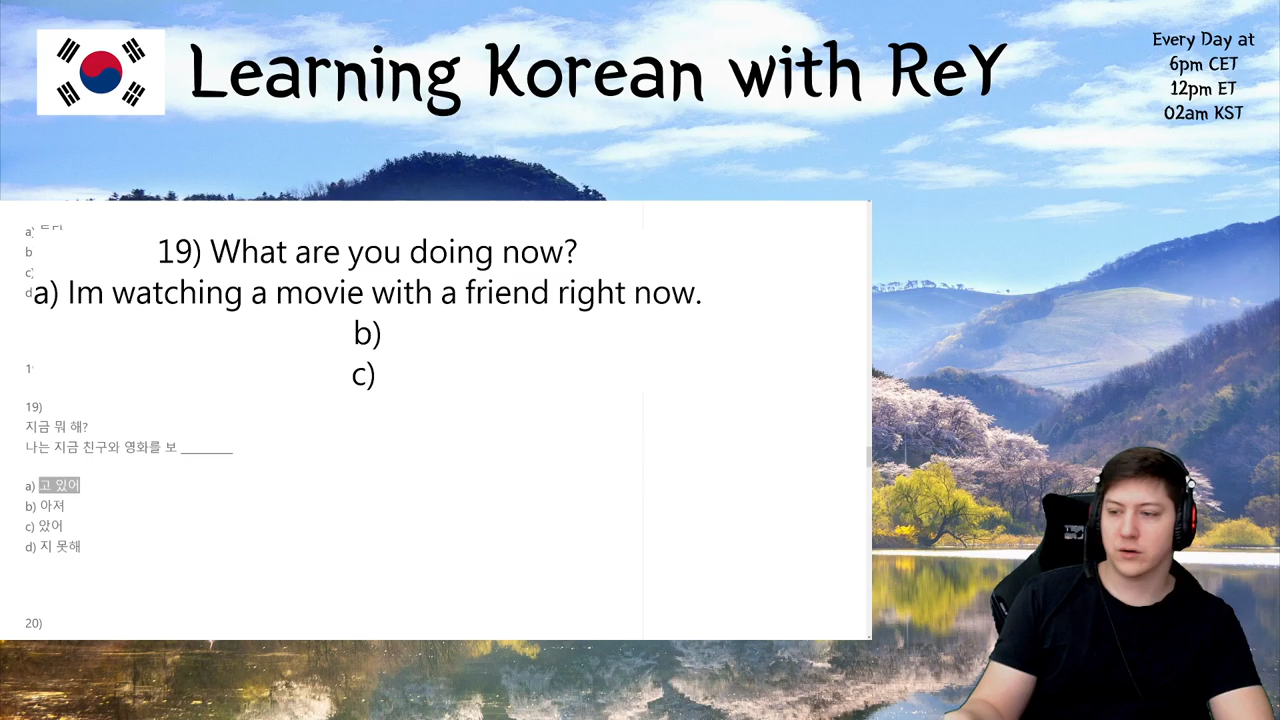 Learning Korean with ReY
Every Day at
6pm CET
12pm ET
02am KST
a)
b
c)
d
19) What are you doing now?
a) Im watching a movie with a friend right now.
b)
c)
19)
지금 뭐 해?
나는 지금 친구와 영화를 보 ________
a) 고 있어
b) 아져
c) 았어
d) 지 못해
20)